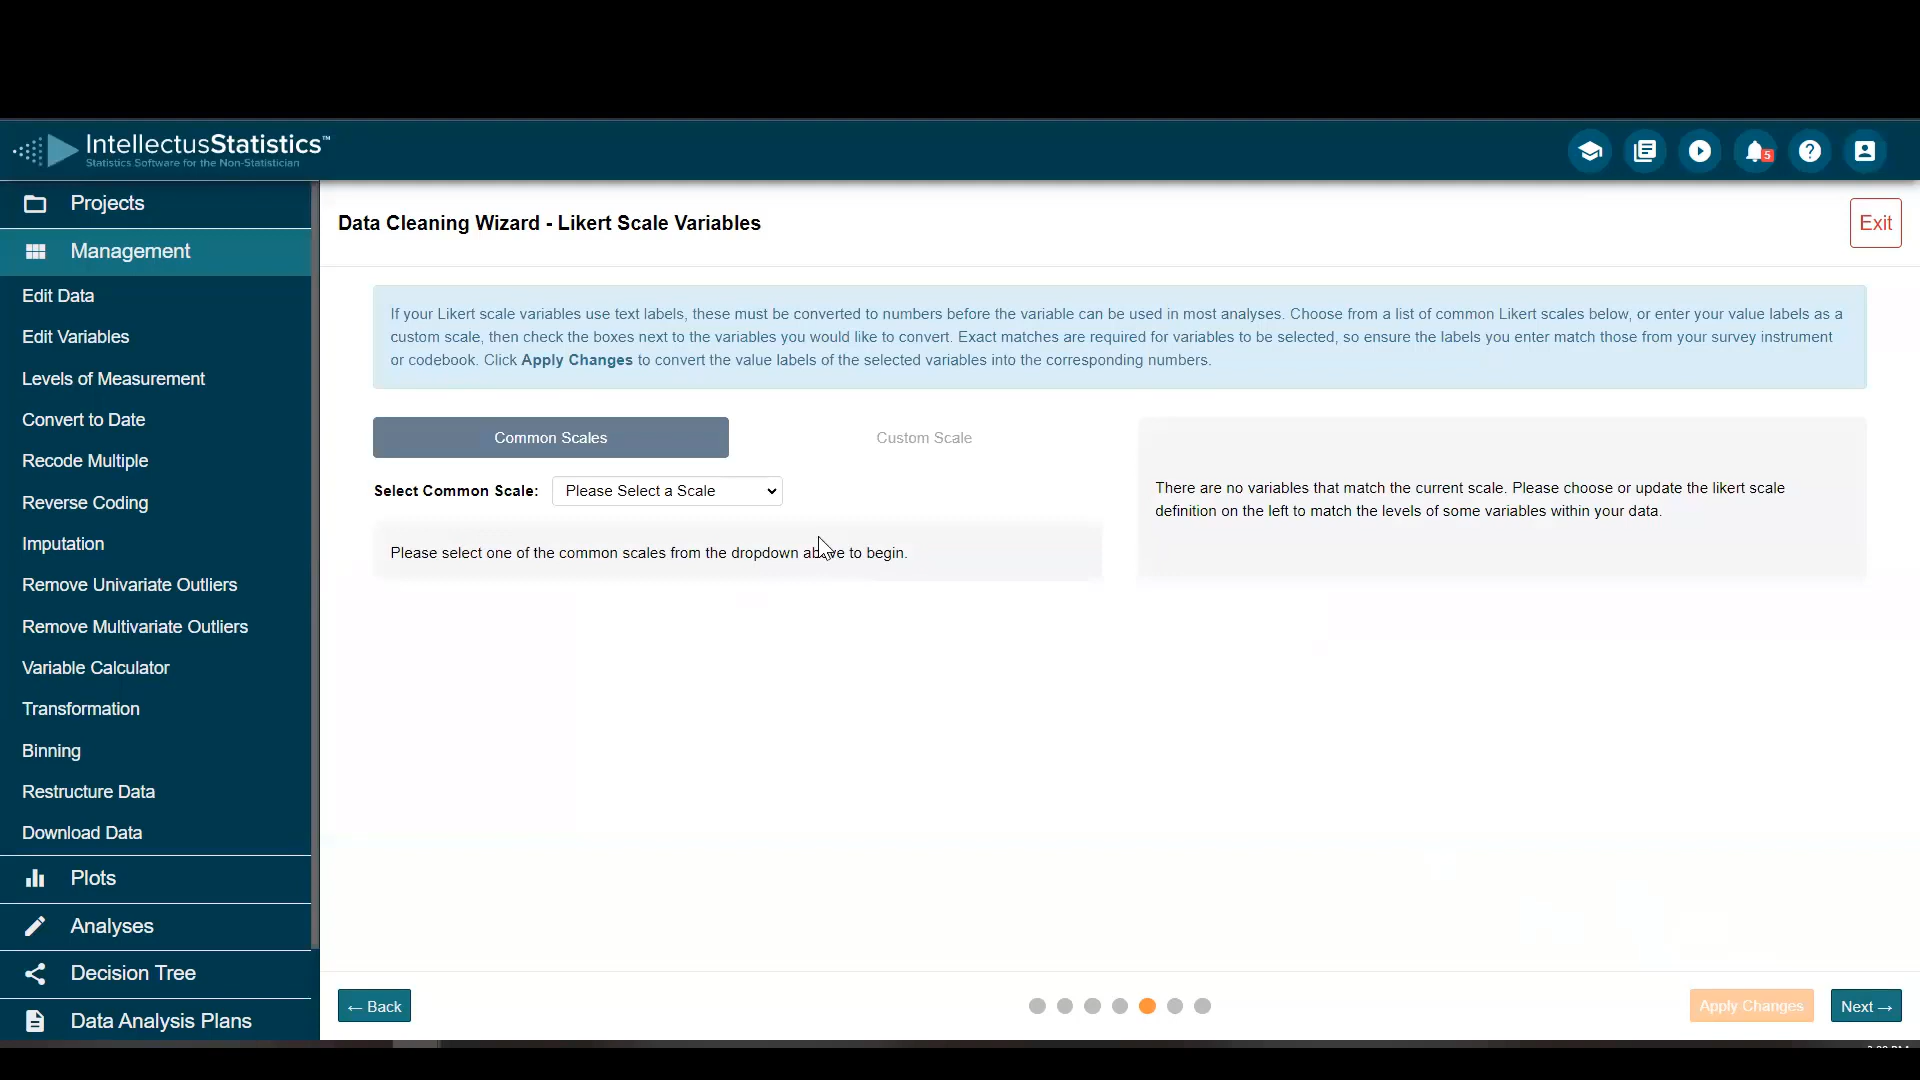 IntellectusStatistics™
Statistics Software for the Non-Statistician
5
Projects
Management
Edit Data
Edit Variables
Levels of Measurement
Convert to Date
Recode Multiple
Reverse Coding
Imputation
Remove Univariate Outliers
Remove Multivariate Outliers
Variable Calculator
Transformation
Binning
Restructure Data
Download Data
Plots
Analyses
Decision Tree
Data Analysis Plans
Data Cleaning Wizard - Likert Scale Variables
Exit
If your Likert scale variables use text labels, these must be converted to numbers before the variable can be used in most analyses. Choose from a list of common Likert scales below, or enter your value labels as a
custom scale, then check the boxes next to the variables you would like to convert. Exact matches are required for variables to be selected, so ensure the labels you enter match those from your survey instrument
or codebook. Click Apply Changes to convert the value labels of the selected variables into the corresponding numbers.
Common Scales
Custom Scale
Select Common Scale:
Please Select a Scale
Please select one of the common scales from the dropdown above to begin.
There are no variables that match the current scale. Please choose or update the likert scale
definition on the left to match the levels of some variables within your data.
← Back
Apply Changes
Next →